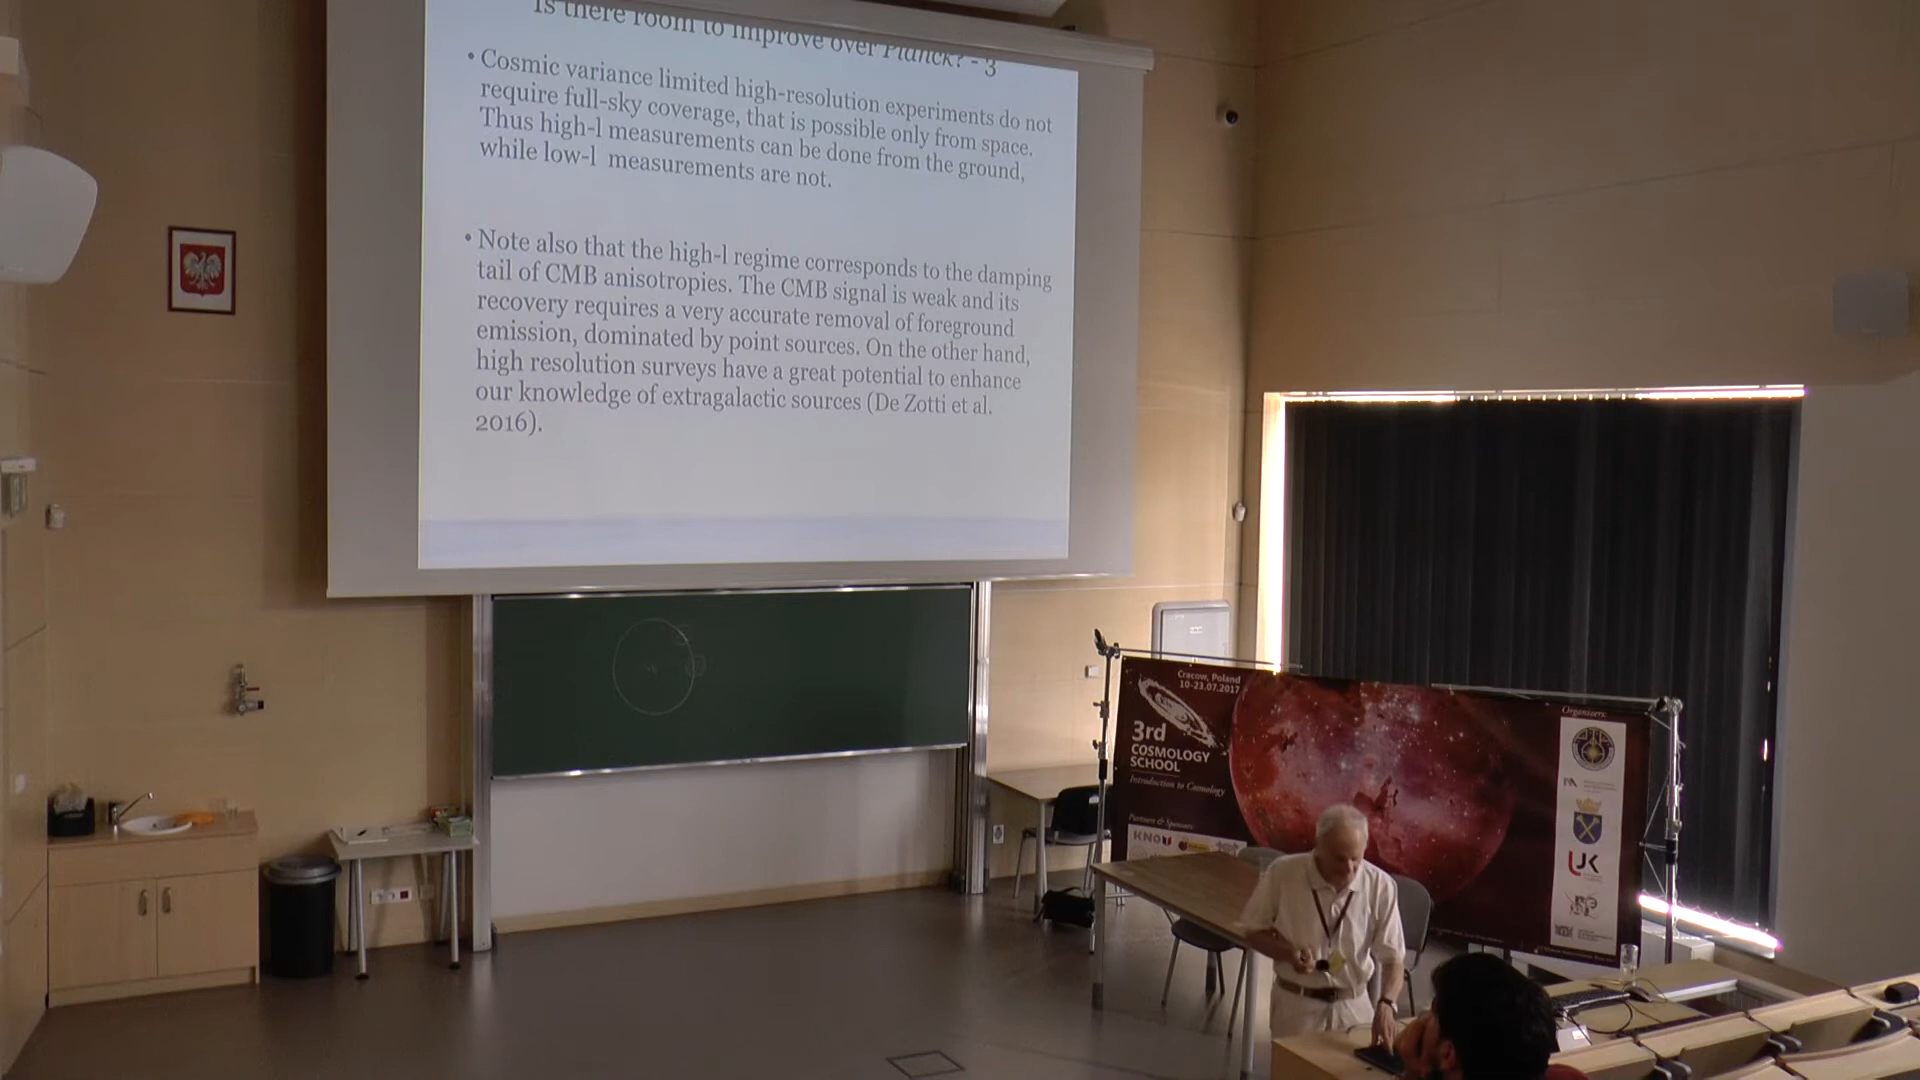 Is there room to improve over Planck? - 3
• Cosmic variance limited high-resolution experiments do not
require full-sky coverage, that is possible only from space.
Thus high-l measurements can be done from the ground,
while low-l measurements are not.
• Note also that the high-l regime corresponds to the damping
tail of CMB anisotropies. The CMB signal is weak and its
recovery requires a very accurate removal of foreground
emission, dominated by point sources. On the other hand,
high resolution surveys have a great potential to enhance
our knowledge of extragalactic sources (De Zotti et al.
2016).
Cracow, Poland
10-23.07.2017
3rd
COSMOLOGY
SCHOOL
Introduction to Cosmology
Partners & Sponsors:
KNO
Organizers:
UJK